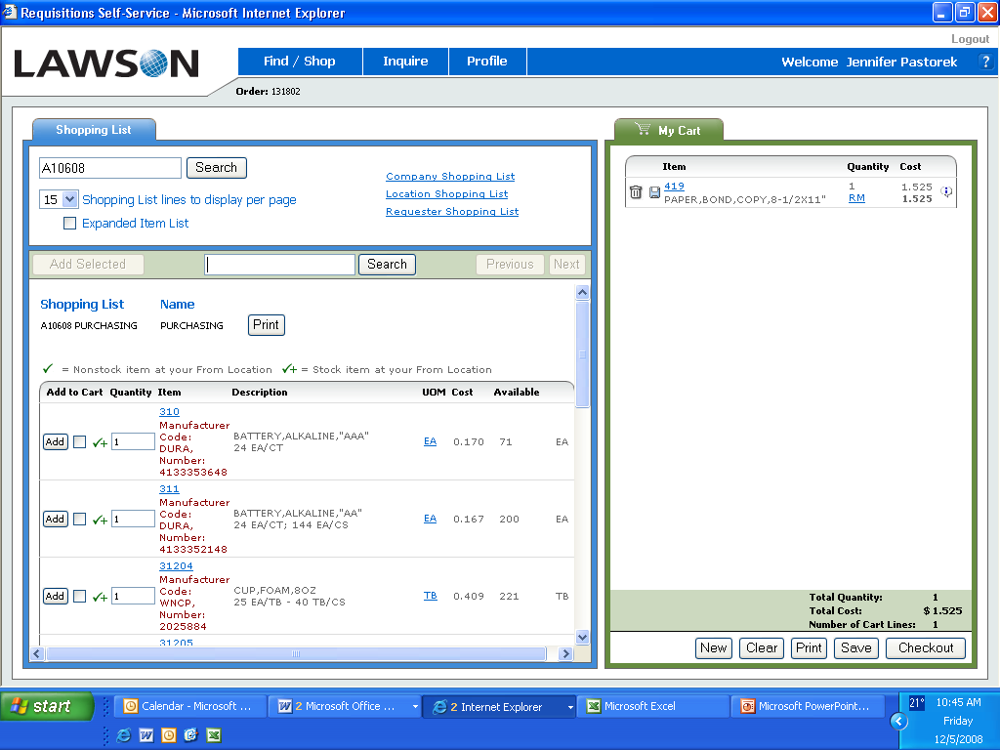 Requisitions Self-Service - Microsoft Internet Explorer
Logout
LAWSON
Find / Shop
Inquire
Profile
Welcome Jennifer Pastorek
?
Order: 131802
Shopping List
A10608
Search
15
Shopping List lines to display per page
Expanded Item List
Company Shopping List
Location Shopping List
Requester Shopping List
Add Selected
Search
Previous
Next
Shopping List Name
A10608 PURCHASING PURCHASING Print
= Nonstock item at your From Location + = Stock item at your From Location
Add to Cart Quantity Item Description UOM Cost Available
310
Manufacturer
Code:
DURA,
Number:
4133353648
Add + 1
BATTERY,ALKALINE,"AAA"
24 EA/CT
EA 0.170 71 EA
311
Manufacturer
Code:
DURA,
Number:
4133352148
Add + 1
BATTERY,ALKALINE,"AA"
24 EA/CT; 144 EA/CS
EA 0.167 200 EA
31204
Manufacturer
Code:
WNCP,
Number:
2025884
Add + 1
CUP,FOAM,8OZ
25 EA/TB - 40 TB/CS
TB 0.409 221 TB
31205
My Cart
Item Quantity Cost
419 1 1.525
PAPER,BOND,COPY,8-1/2X11" RM 1.525
Total Quantity: 1
Total Cost: $ 1.525
Number of Cart Lines: 1
New Clear Print Save Checkout
start
Calendar - Microsoft ...
2 Microsoft Office ...
2 Internet Explorer
Microsoft Excel
Microsoft PowerPoint...
21°
10:45 AM
Friday
12/5/2008